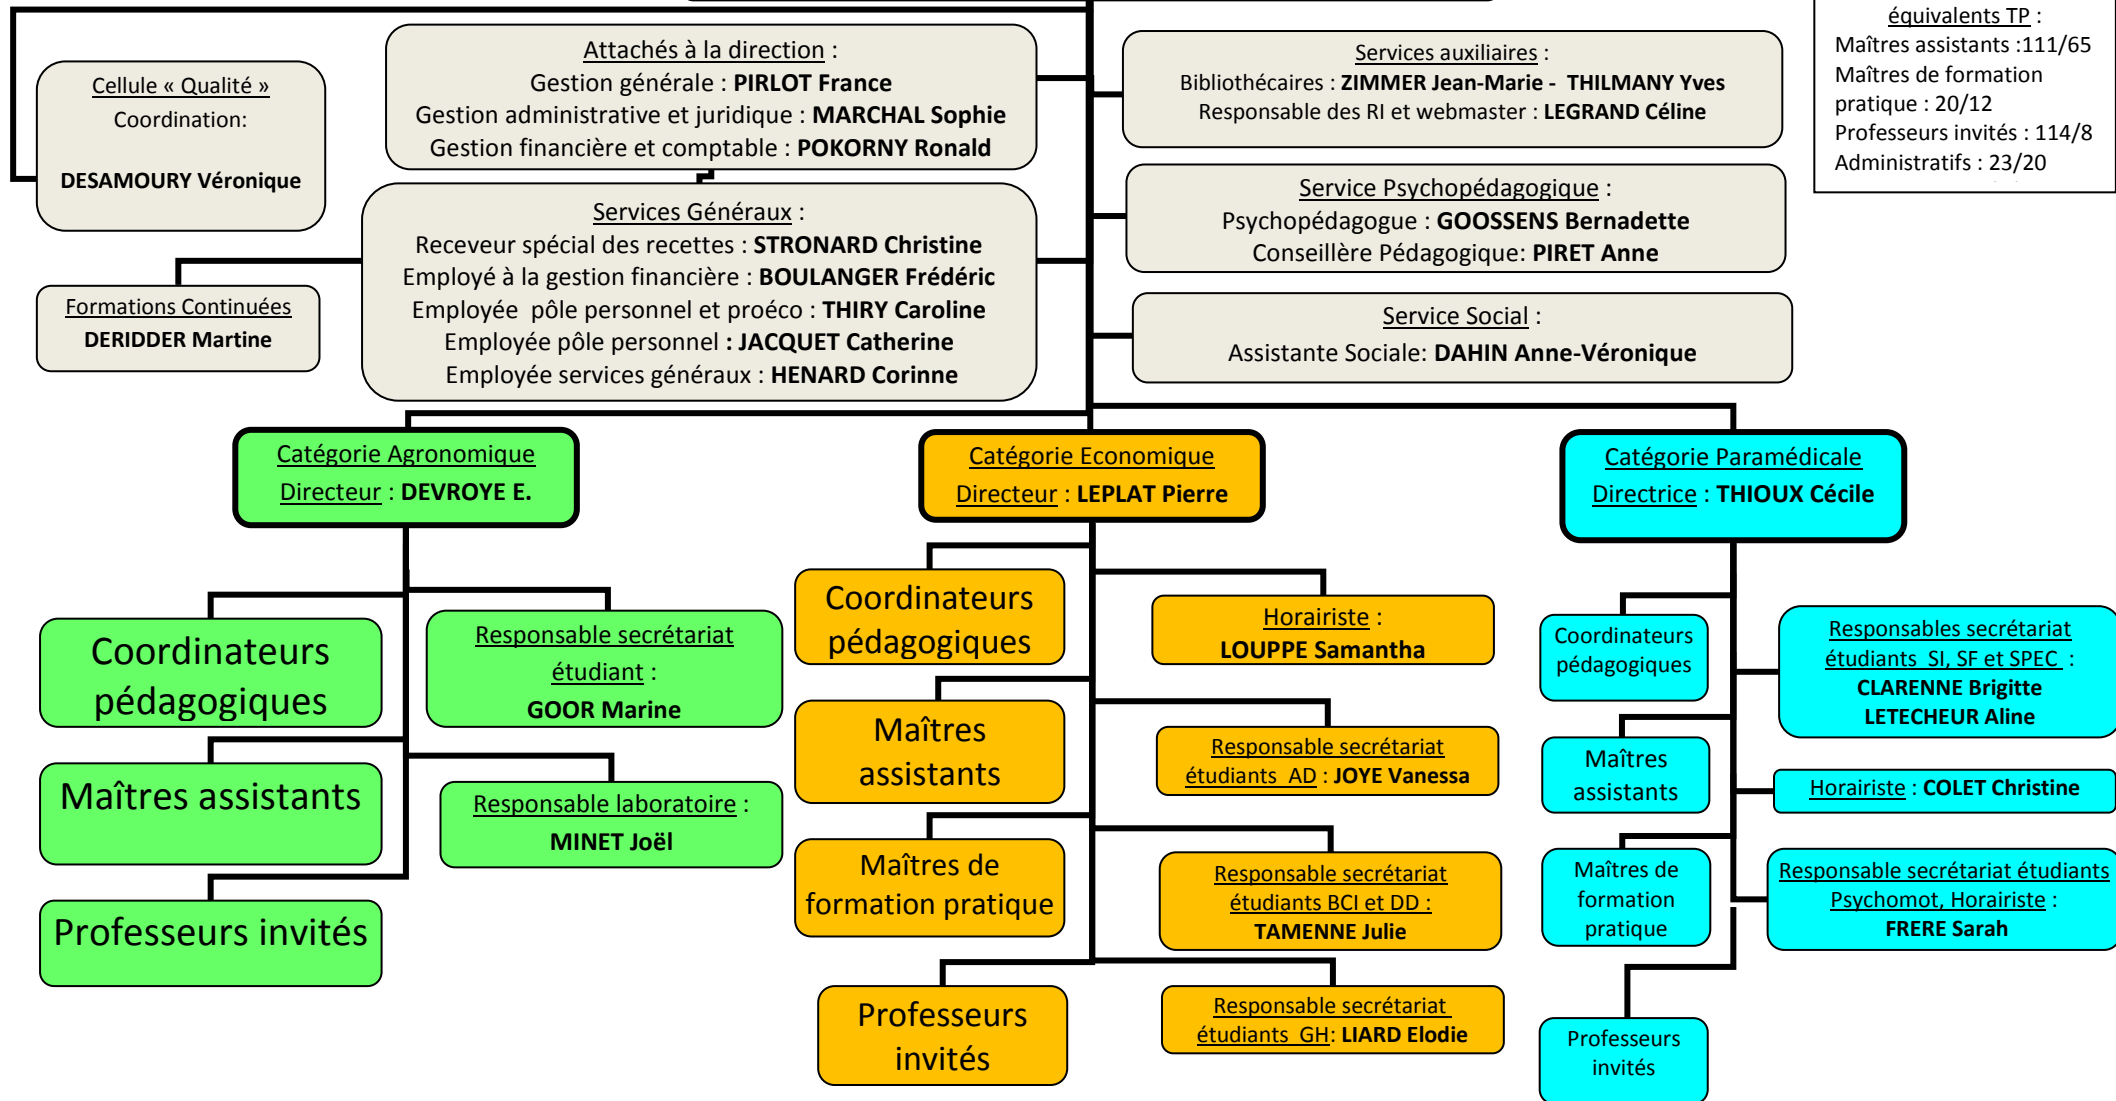 équivalents TP :
Maîtres assistants :111/65
Maîtres de formation
pratique : 20/12
Professeurs invités : 114/8
Administratifs : 23/20
Cellule « Qualité »
Coordination:
DESAMOURY Véronique
Attachés à la direction :
Gestion générale : PIRLOT France
Gestion administrative et juridique : MARCHAL Sophie
Gestion financière et comptable : POKORNY Ronald
Services auxiliaires :
Bibliothécaires : ZIMMER Jean-Marie - THILMANY Yves
Responsable des RI et webmaster : LEGRAND Céline
Services Généraux :
Receveur spécial des recettes : STRONARD Christine
Employé à la gestion financière : BOULANGER Frédéric
Employée pôle personnel et proéco : THIRY Caroline
Employée pôle personnel : JACQUET Catherine
Employée services généraux : HENARD Corinne
Service Psychopédagogique :
Psychopédagogue : GOOSSENS Bernadette
Conseillère Pédagogique: PIRET Anne
Formations Continuées
DERIDDER Martine
Service Social :
Assistante Sociale: DAHIN Anne-Véronique
Catégorie Agronomique
Directeur : DEVROYE E.
Catégorie Economique
Directeur : LEPLAT Pierre
Catégorie Paramédicale
Directrice : THIOUX Cécile
Coordinateurs
pédagogiques
Responsable secrétariat
étudiant :
GOOR Marine
Maîtres assistants
Responsable laboratoire :
MINET Joël
Professeurs invités
Coordinateurs
pédagogiques
Horairiste :
LOUPPE Samantha
Maîtres
assistants
Responsable secrétariat
étudiants AD : JOYE Vanessa
Maîtres de
formation pratique
Responsable secrétariat
étudiants BCI et DD :
TAMENNE Julie
Professeurs
invités
Responsable secrétariat
étudiants GH: LIARD Elodie
Coordinateurs
pédagogiques
Responsables secrétariat
étudiants SI, SF et SPEC :
CLARENNE Brigitte
LETECHEUR Aline
Maîtres
assistants
Horairiste : COLET Christine
Maîtres de
formation
pratique
Responsable secrétariat étudiants
Psychomot, Horairiste :
FRERE Sarah
Professeurs
invités